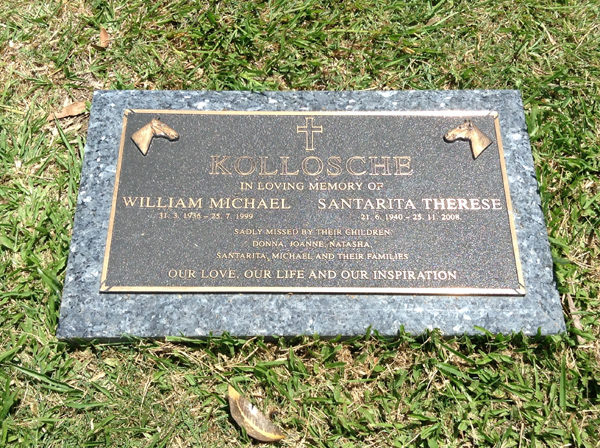 KOLLOSCHE
IN LOVING MEMORY OF
WILLIAM MICHAEL SANTARITA THERESE
31. 3. 1936 - 25. 7. 1999 21. 6. 1940 - 25. 11. 2008
SADLY MISSED BY THEIR CHILDREN
DONNA, JOANNE, NATASHA,
SANTARITA, MICHAEL AND THEIR FAMILIES
OUR LOVE, OUR LIFE AND OUR INSPIRATION